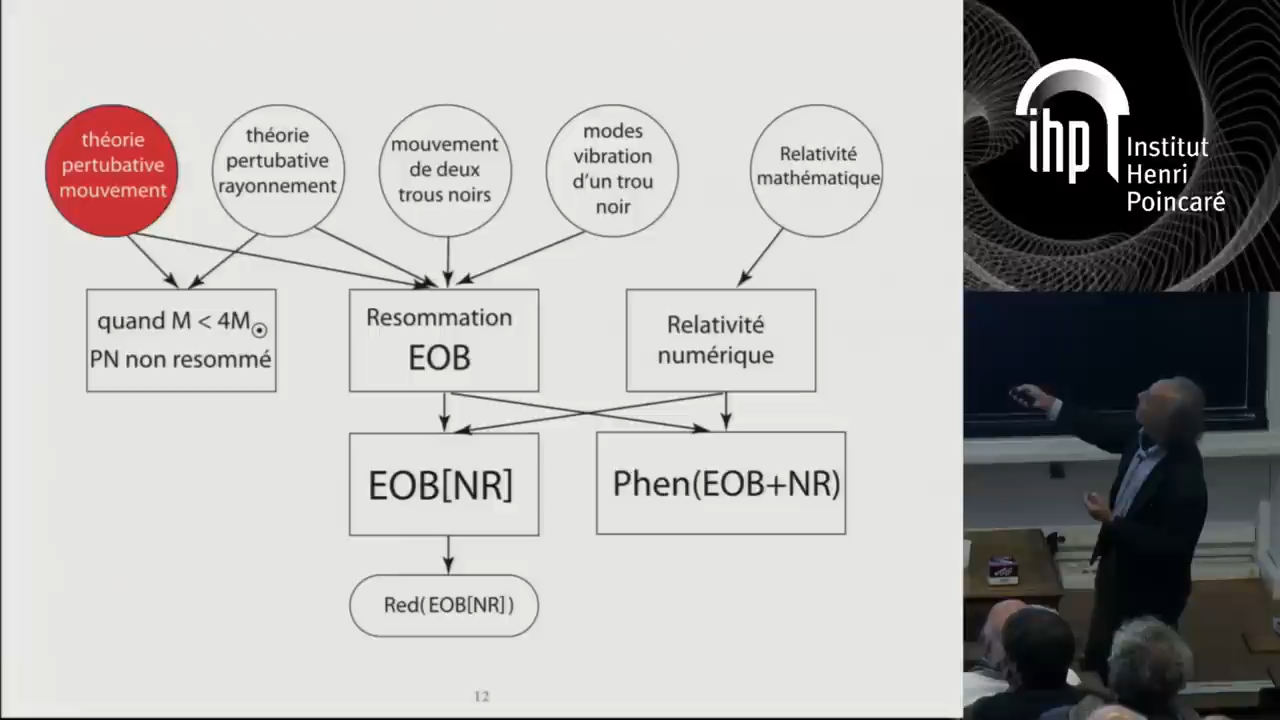 théorie
pertubative
mouvement
théorie
pertubative
rayonnement
mouvement
de deux
trous noirs
modes
vibration
d'un trou
noir
Relativité
mathématique
quand M < 4M☉
PN non resommé
Resommation
EOB
Relativité
numérique
EOB[NR]
Phen(EOB+NR)
Red(EOB[NR])
12
ihp
Institut
Henri
Poincaré